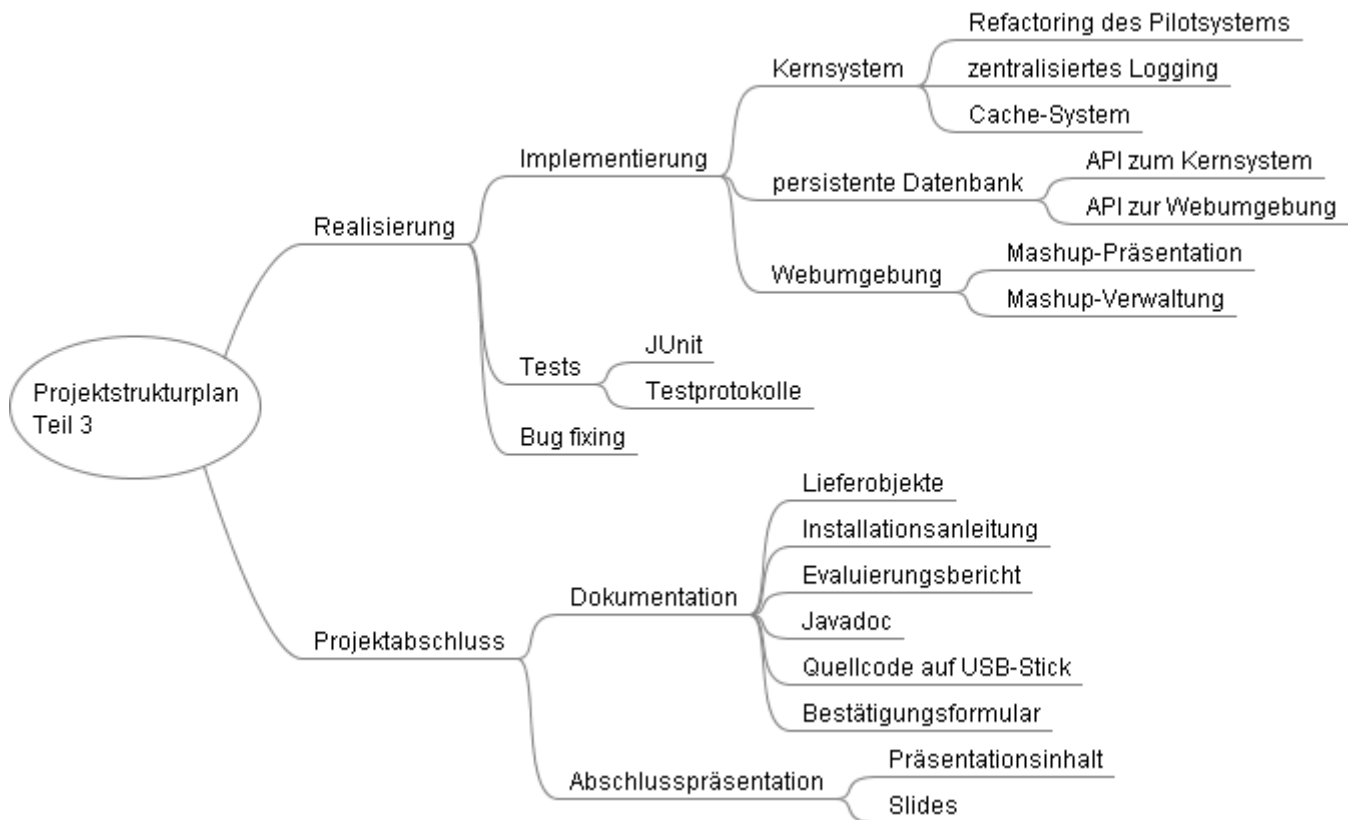 Projektstrukturplan
Teil 3
Realisierung
Implementierung
Kernsystem
Refactoring des Pilotsystems
zentralisiertes Logging
Cache-System
persistente Datenbank
API zum Kernsystem
API zur Webumgebung
Webumgebung
Mashup-Präsentation
Mashup-Verwaltung
Tests
JUnit
Testprotokolle
Bug fixing
Projektabschluss
Dokumentation
Lieferobjekte
Installationsanleitung
Evaluierungsbericht
Javadoc
Quellcode auf USB-Stick
Bestätigungsformular
Abschlusspräsentation
Präsentationsinhalt
Slides